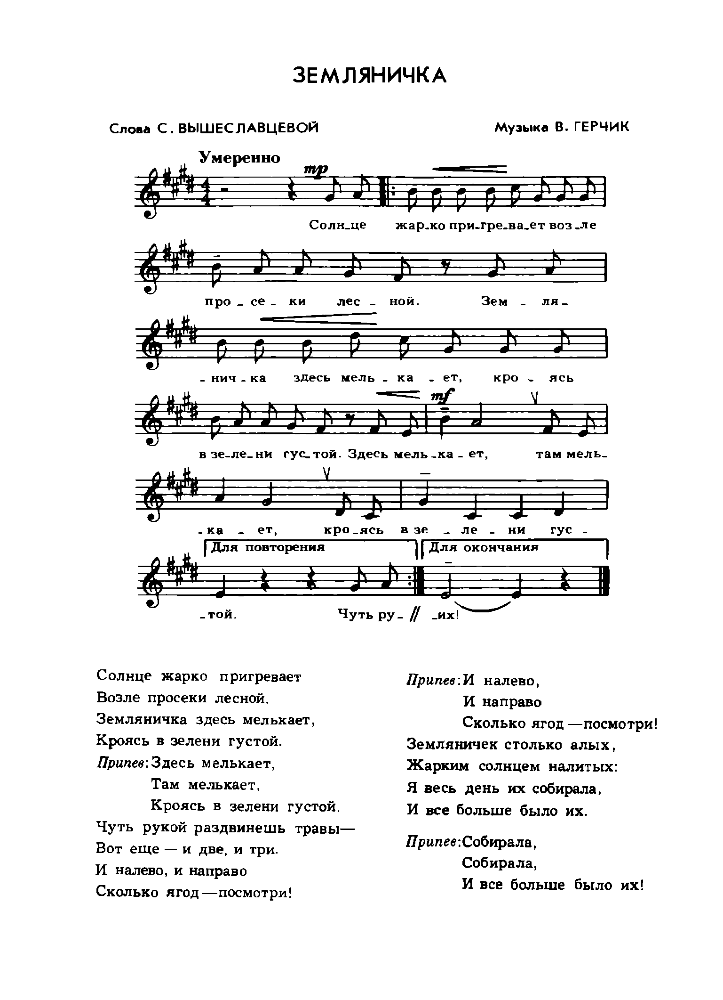 ЗЕМЛЯНИЧКА
Слова С. ВЫШЕСЛАВЦЕВОЙ
Музыка В. ГЕРЧИК
Умеренно
mp
Солн-це жар-ко при-гре-ва-ет воз-ле
про - се - ки лес - ной. Зем - ля -
- нич - ка здесь мель - ка - ет, кро - ясь
mf
в зе-ле-ни гус-той. Здесь мель-ка - ет, там мель-
- ка - ет, кро-ясь в зе - ле - ни гус -
Для повторения Для окончания
-той. Чуть ру- // -их!
Солнце жарко пригревает
Возле просеки лесной.
Земляничка здесь мелькает,
Кроясь в зелени густой.
Припев: Здесь мелькает,
Там мелькает,
Кроясь в зелени густой.
Чуть рукой раздвинешь травы—
Вот еще — и две, и три.
И налево, и направо
Сколько ягод—посмотри!
Припев: И налево,
И направо
Сколько ягод—посмотри!
Земляничек столько алых,
Жарким солнцем налитых:
Я весь день их собирала,
И все больше было их.
Припев: Собирала,
Собирала,
И все больше было их!